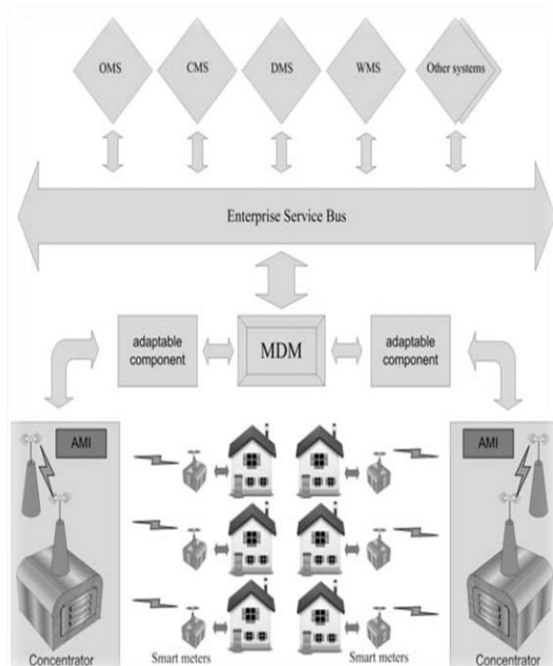 OMS
CMS
DMS
WMS
Other systems
Enterprise Service Bus
adaptable
component
MDM
adaptable
component
AMI
AMI
Concentrator
Smart meters
Smart meters
Concentrator